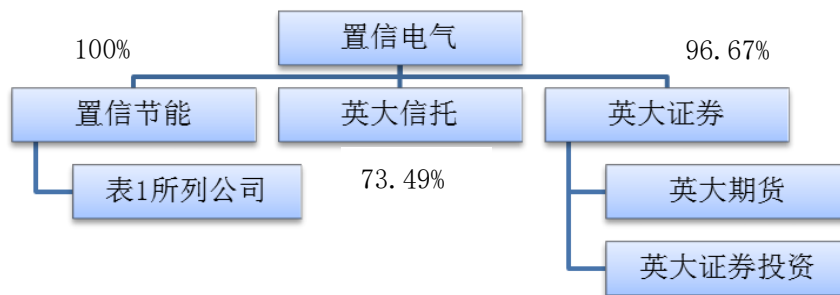 置信电气
100%
96.67%
置信节能
英大信托
英大证券
表1所列公司
73.49%
英大期货
英大证券投资